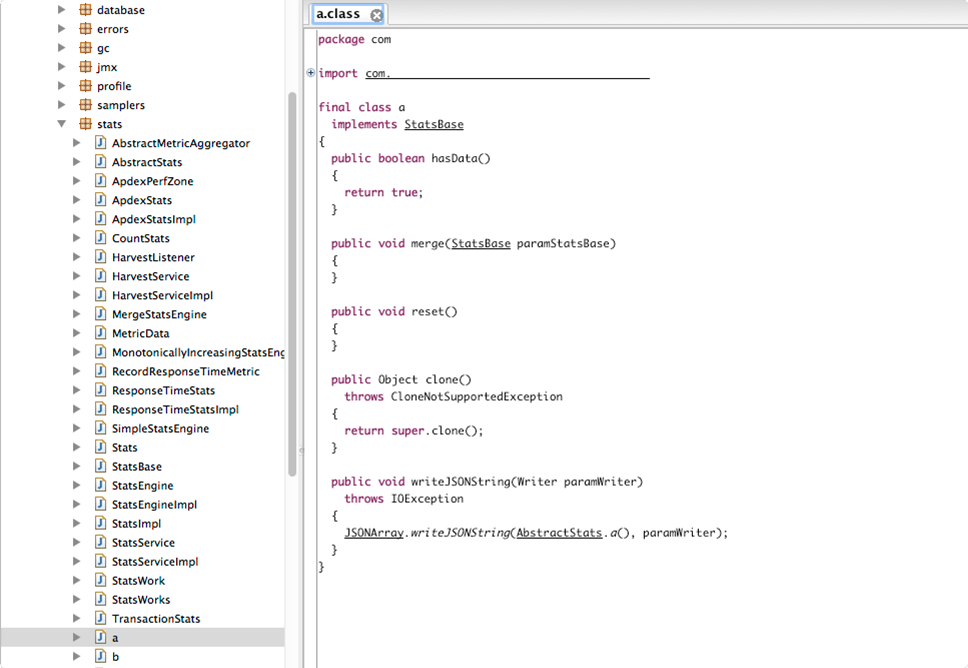 database
errors
gc
jmx
profile
samplers
stats
AbstractMetricAggregator
AbstractStats
ApdexPerfZone
ApdexStats
ApdexStatsImpl
CountStats
HarvestListener
HarvestService
HarvestServiceImpl
MergeStatsEngine
MetricData
MonotonicallyIncreasingStatsEng
RecordResponseTimeMetric
ResponseTimeStats
ResponseTimeStatsImpl
SimpleStatsEngine
Stats
StatsBase
StatsEngine
StatsEngineImpl
StatsImpl
StatsService
StatsServiceImpl
StatsWork
StatsWorks
TransactionStats
a
b
a.class
package com
import com.
final class a
implements StatsBase
{
public boolean hasData()
{
return true;
}
public void merge(StatsBase paramStatsBase)
{
}
public void reset()
{
}
public Object clone()
throws CloneNotSupportedException
{
return super.clone();
}
public void writeJSONString(Writer paramWriter)
throws IOException
{
JSONArray.writeJSONString(AbstractStats.a(), paramWriter);
}
}